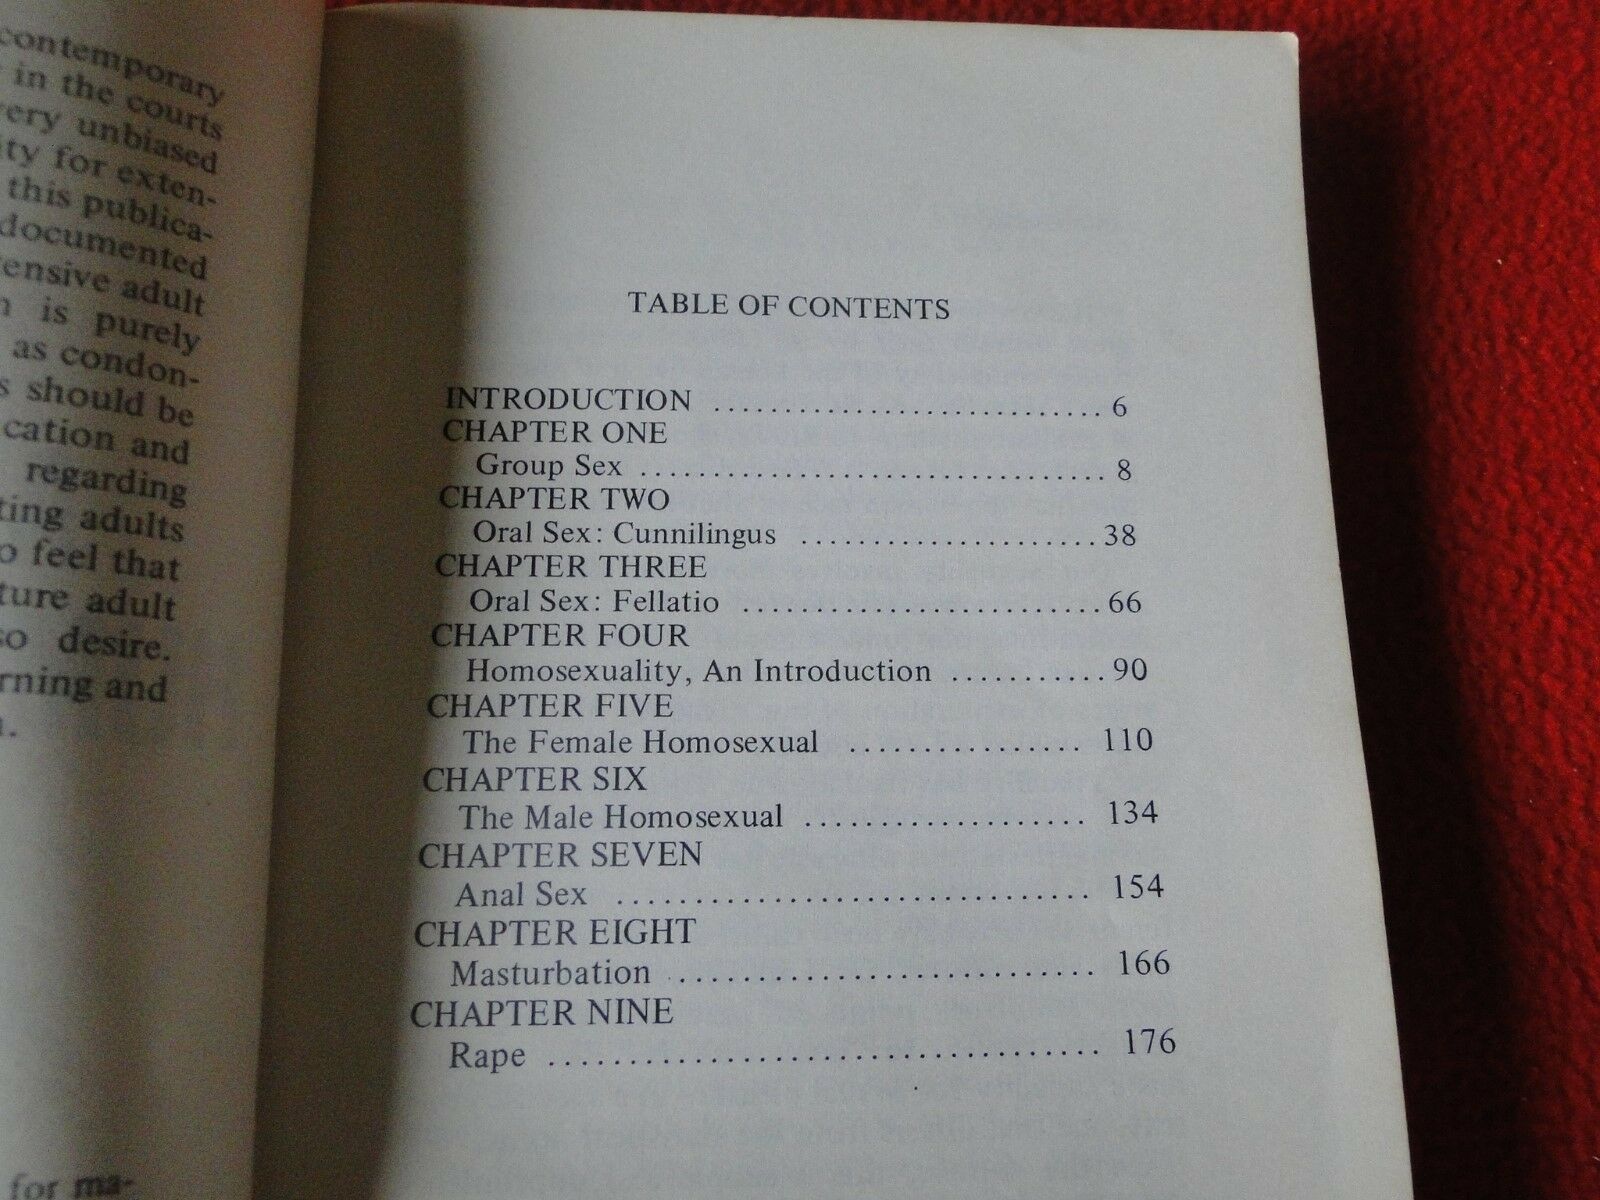 contemporary
in the courts
very unbiased
ity for exten-
this publica-
documented
tensive adult
is purely
as condon-
s should be
cation and
regarding
ting adults
o feel that
ture adult
so desire.
rning and
for ma-
TABLE OF CONTENTS
INTRODUCTION ............................ 6
CHAPTER ONE
Group Sex ................................. 8
CHAPTER TWO
Oral Sex: Cunnilingus .....................38
CHAPTER THREE
Oral Sex: Fellatio .........................66
CHAPTER FOUR
Homosexuality, An Introduction ...........90
CHAPTER FIVE
The Female Homosexual ................ 110
CHAPTER SIX
The Male Homosexual ................... 134
CHAPTER SEVEN
Anal Sex ............................... 154
CHAPTER EIGHT
Masturbation ........................... 166
CHAPTER NINE
Rape ................................... 176